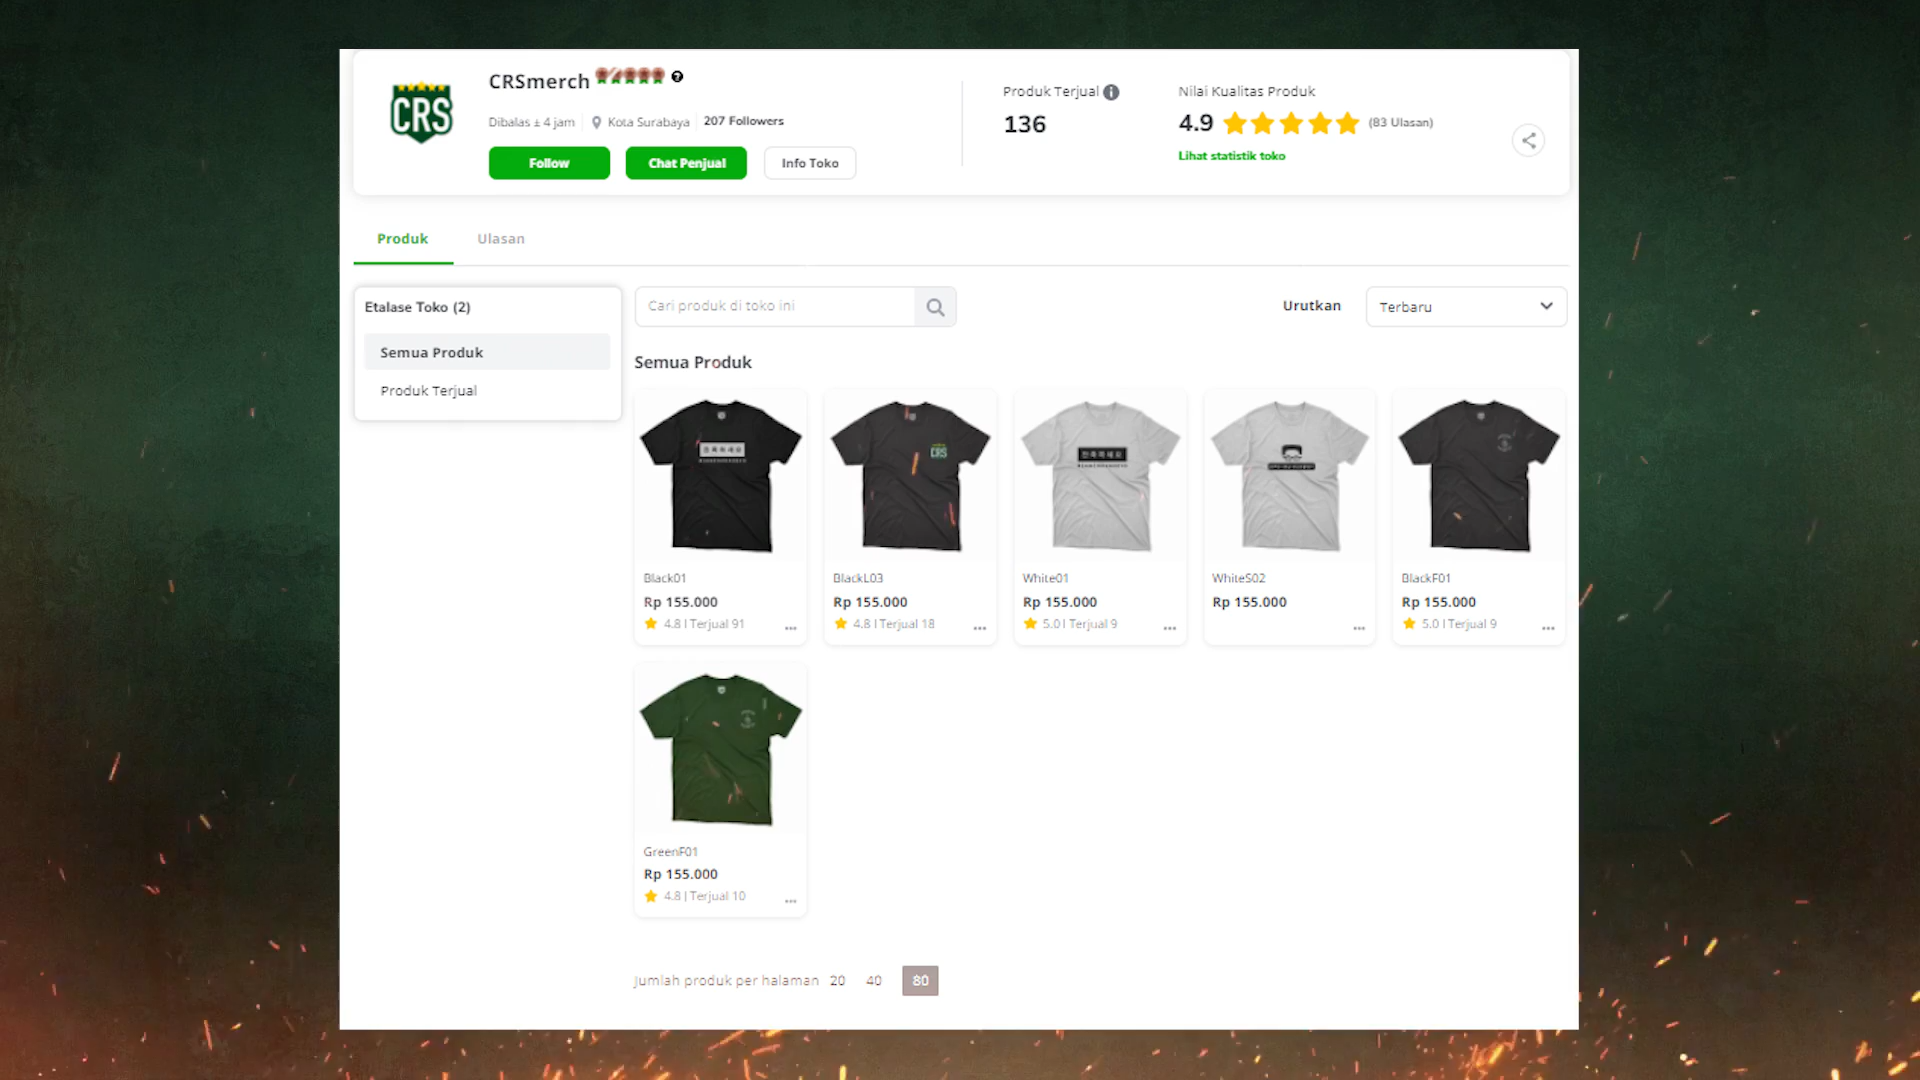 CRS
CRSmerch
Dibalas ± 4 jam
Kota Surabaya
207 Followers
Follow
Chat Penjual
Info Toko
Produk Terjual
136
Nilai Kualitas Produk
4.9
(83 Ulasan)
Lihat statistik toko
Produk
Ulasan
Etalase Toko (2)
Semua Produk
Produk Terjual
Cari produk di toko ini
Urutkan
Terbaru
Semua Produk
CRS
Black01
Rp 155.000
4.8 | Terjual 91
BlackL03
Rp 155.000
4.8 | Terjual 18
White01
Rp 155.000
5.0 | Terjual 9
WhiteS02
Rp 155.000
BlackF01
Rp 155.000
5.0 | Terjual 9
GreenF01
Rp 155.000
4.8 | Terjual 10
Jumlah produk per halaman 20 40 80